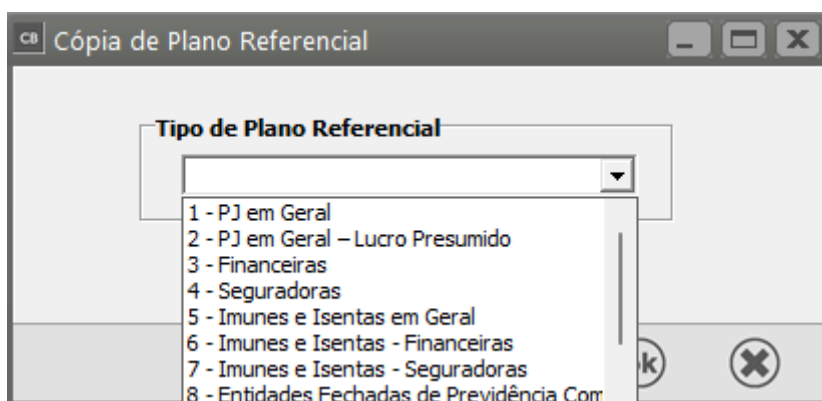 CB Cópia de Plano Referencial
Tipo de Plano Referencial
1 - PJ em Geral
2 - PJ em Geral – Lucro Presumido
3 - Financeiras
4 - Seguradoras
5 - Imunes e Isentas em Geral
6 - Imunes e Isentas - Financeiras
7 - Imunes e Isentas - Seguradoras
8 - Entidades Fechadas de Previdência Com